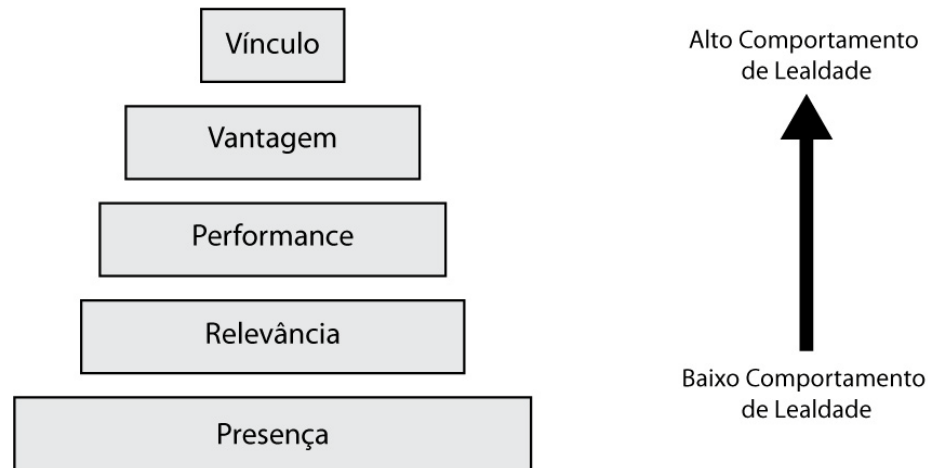 Vínculo
Vantagem
Performance
Relevância
Presença
Alto Comportamento
de Lealdade
Baixo Comportamento
de Lealdade